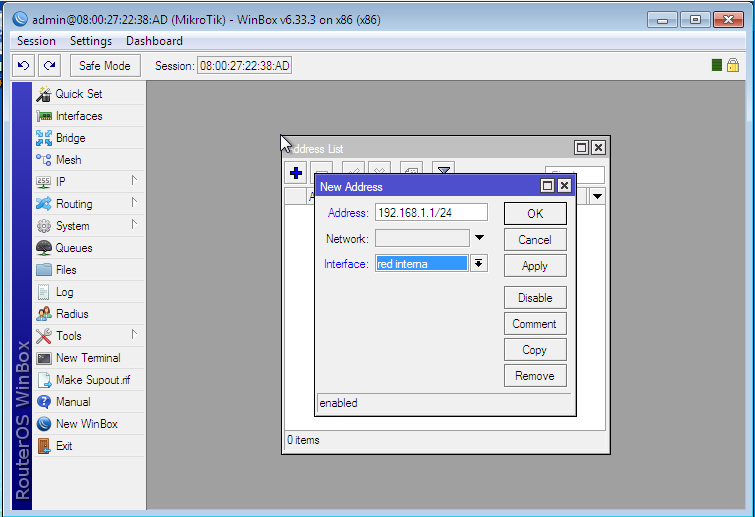 admin@08:00:27:22:38:AD (MikroTik) - WinBox v6.33.3 on x86 (x86)
Session Settings Dashboard
Safe Mode Session: 08:00:27:22:38:AD
Quick Set
Interfaces
Bridge
Mesh
IP
Routing
System
Queues
Files
Log
Radius
Tools
New Terminal
Make Supout.rif
Manual
New WinBox
Exit
RouterOS WinBox
List
New Address
Address: 192.168.1.1/24
Network:
Interface: red interna
OK
Cancel
Apply
Disable
Comment
Copy
Remove
enabled
0 items